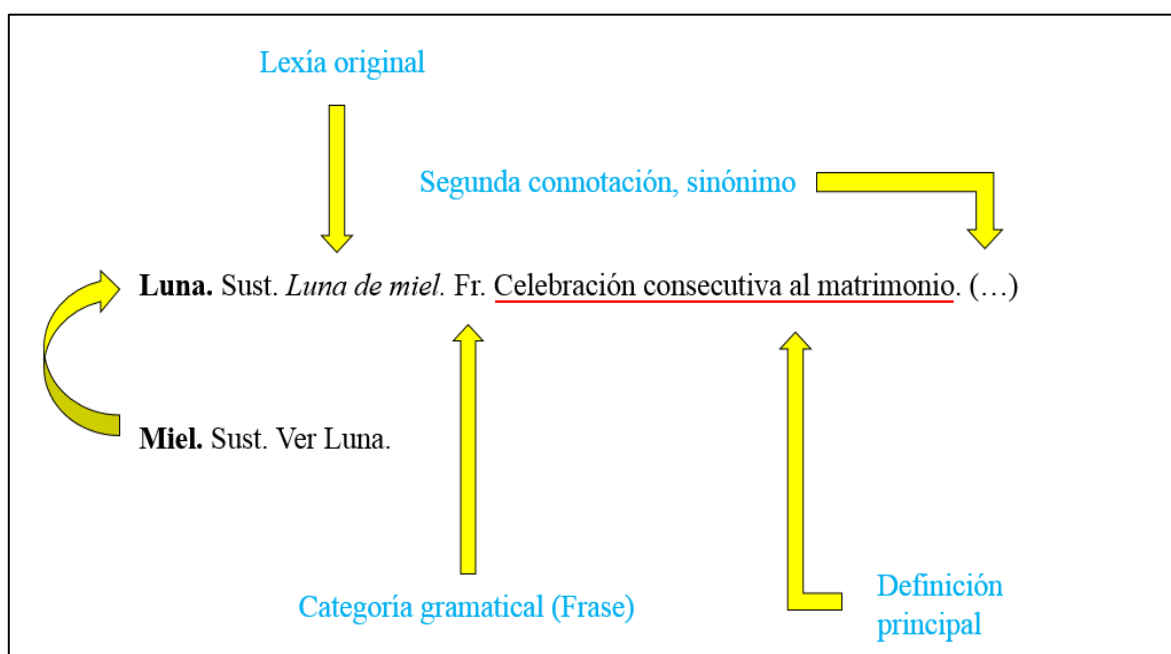 Lexía original
Segunda connotación, sinónimo
Luna. Sust. Luna de miel. Fr. Celebración consecutiva al matrimonio. (…)
Miel. Sust. Ver Luna.
Categoría gramatical (Frase)
Definición
principal